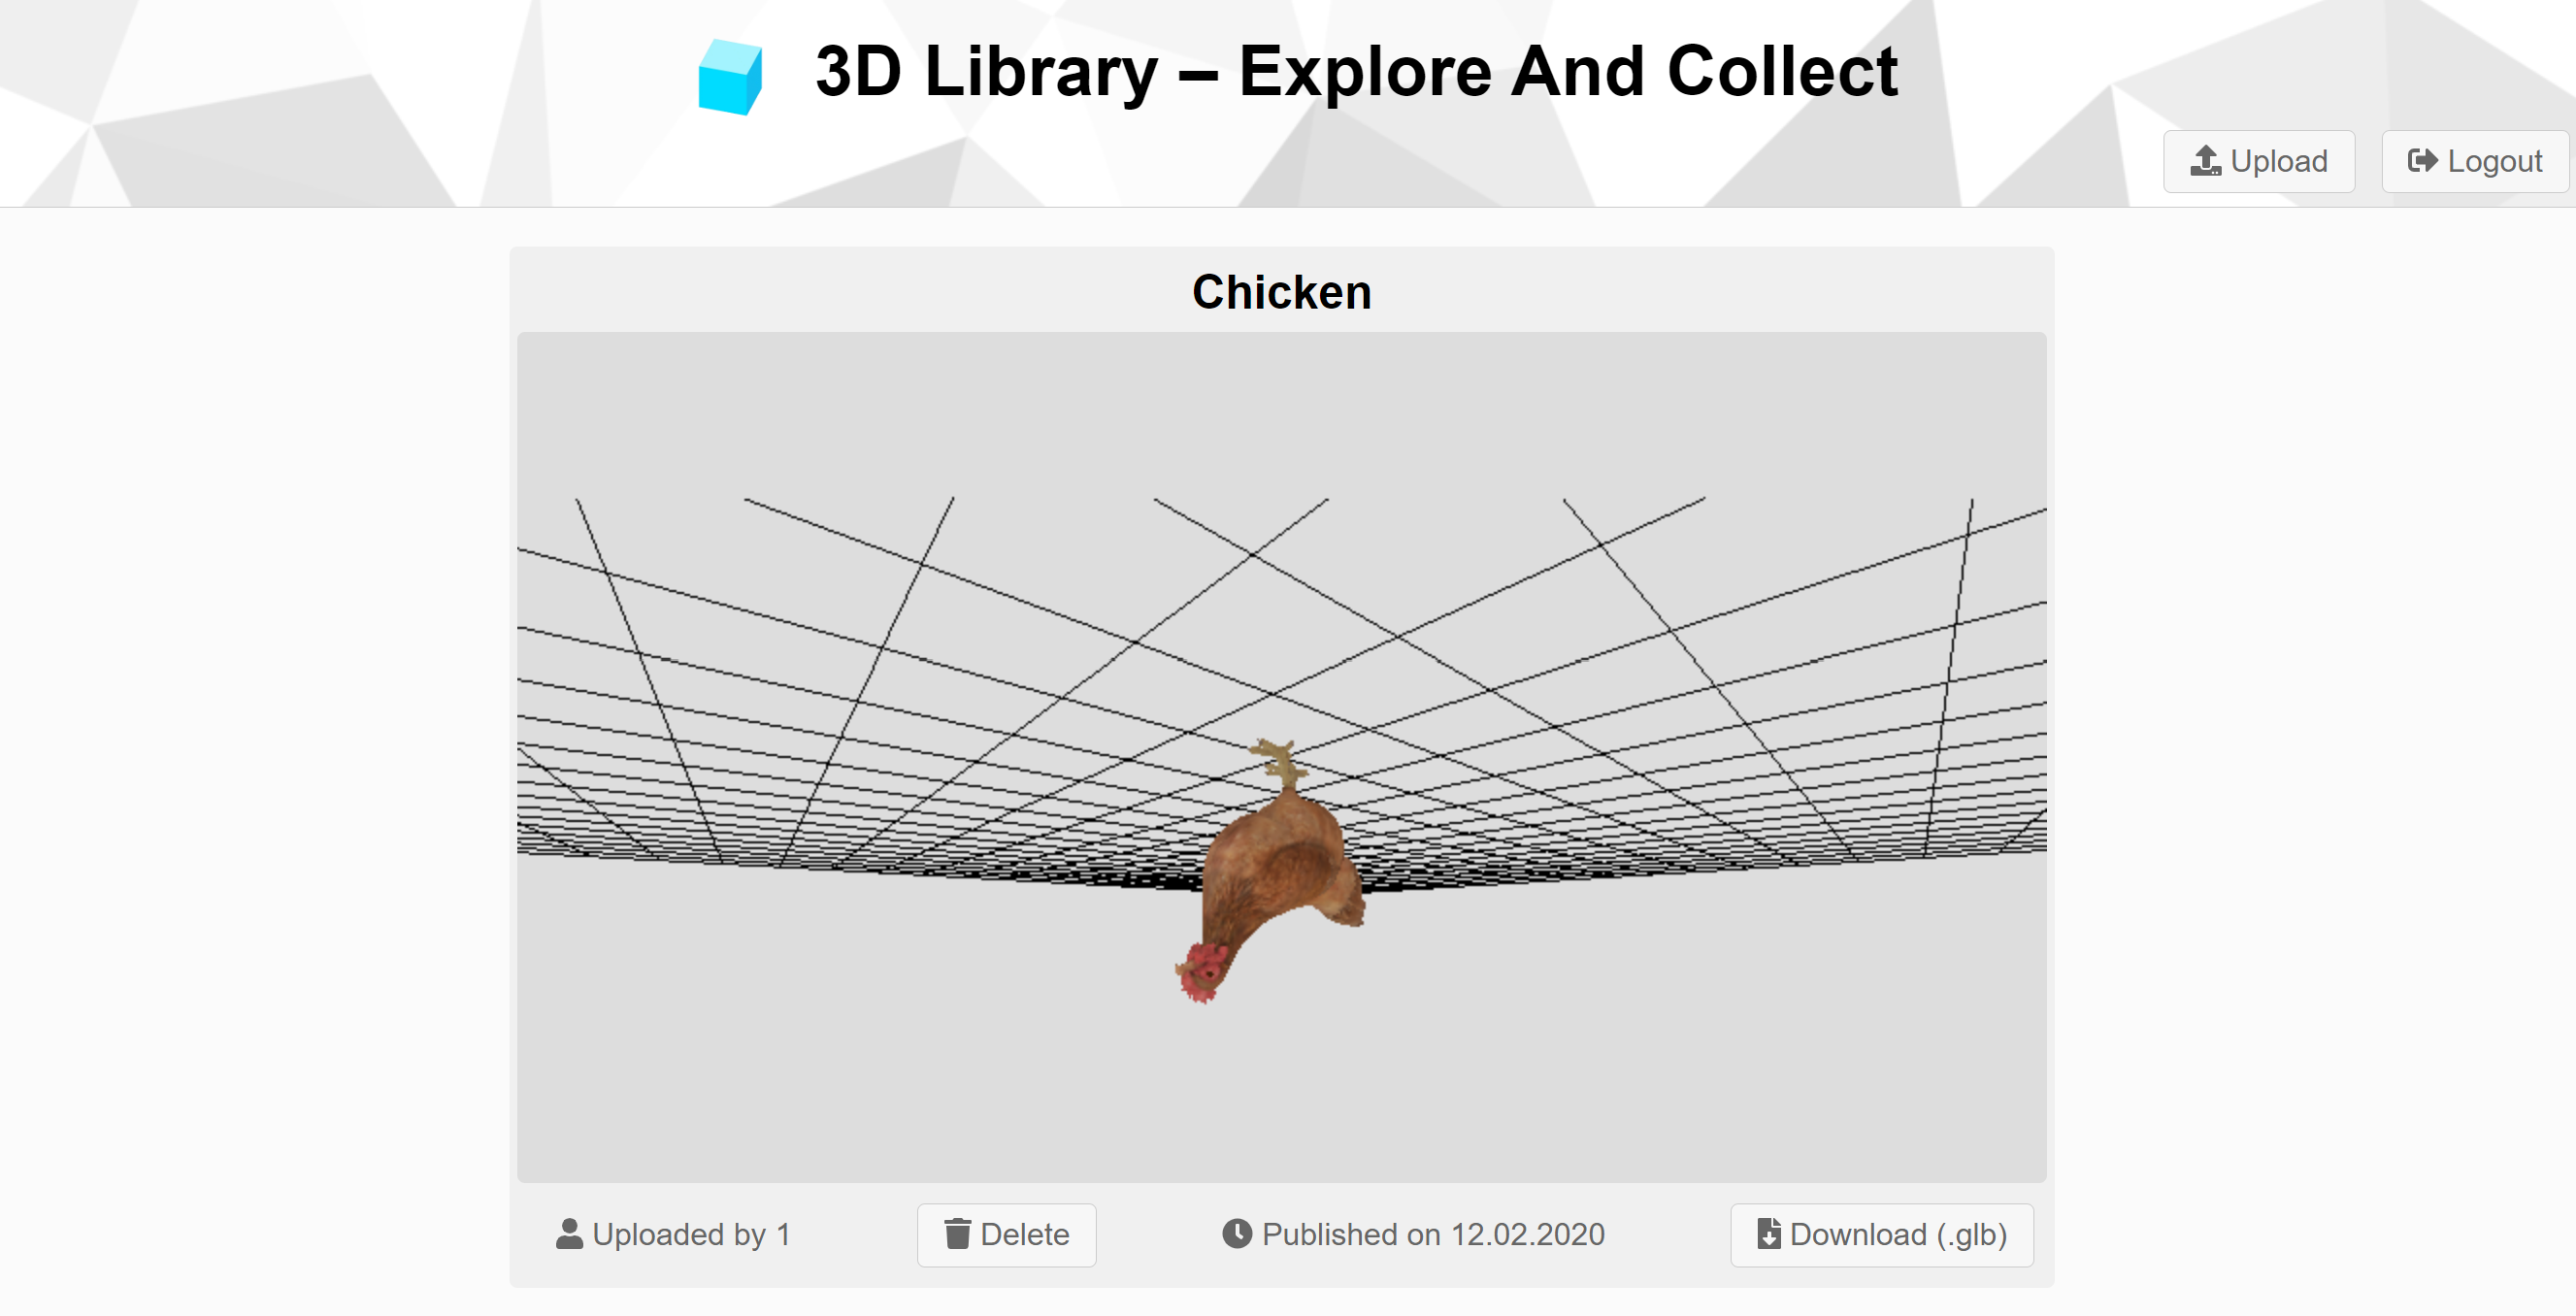 3D Library – Explore And Collect
Upload
Logout
Chicken
Uploaded by 1
Delete
Published on 12.02.2020
Download (.glb)